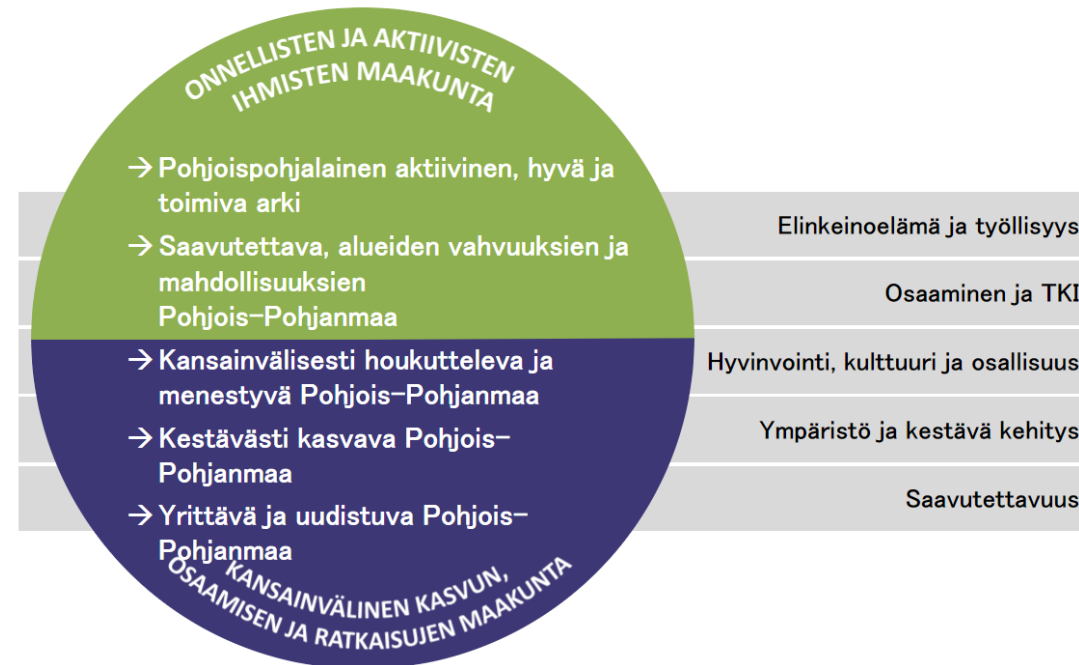 ONNELLISTEN JA AKTIIVISTEN
IHMISTEN MAAKUNTA
→ Pohjoispohjalainen aktiivinen, hyvä ja
toimiva arki
→ Saavutettava, alueiden vahvuuksien ja
mahdollisuuksien
Pohjois-Pohjanmaa
→ Kansainvälisesti houkutteleva ja
menestyvä Pohjois-Pohjanmaa
→ Kestävästi kasvava Pohjois-
Pohjanmaa
→ Yrittävä ja uudistuva Pohjois-
Pohjanmaa
KANSAINVÄLINEN KASVUN,
OSAAMISEN JA RATKAISUJEN MAAKUNTA
Elinkeinoelämä ja työllisyys
Osaaminen ja TKI
Hyvinvointi, kulttuuri ja osallisuus
Ympäristö ja kestävä kehitys
Saavutettavuus